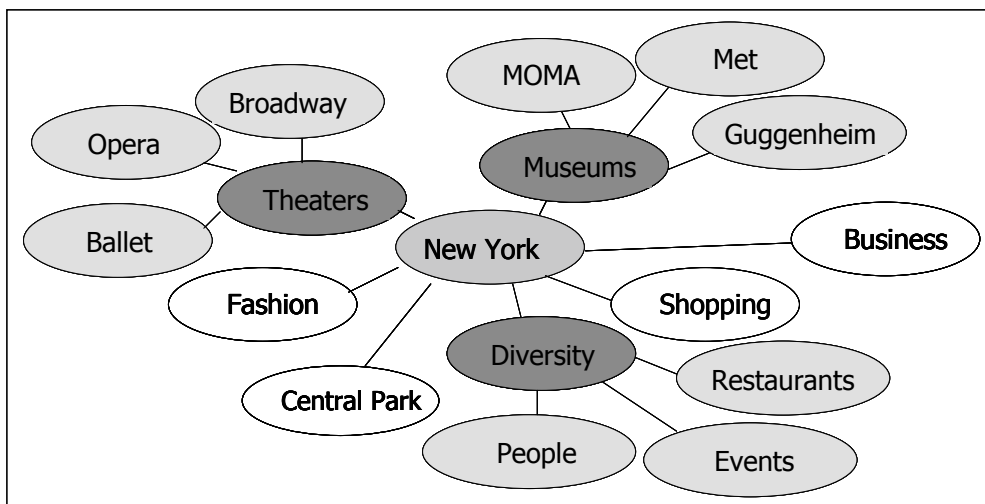 MOMA
Met
Broadway
Guggenheim
Opera
Museums
Theaters
Ballet
New York
Business
Fashion
Shopping
Diversity
Restaurants
Central Park
People
Events